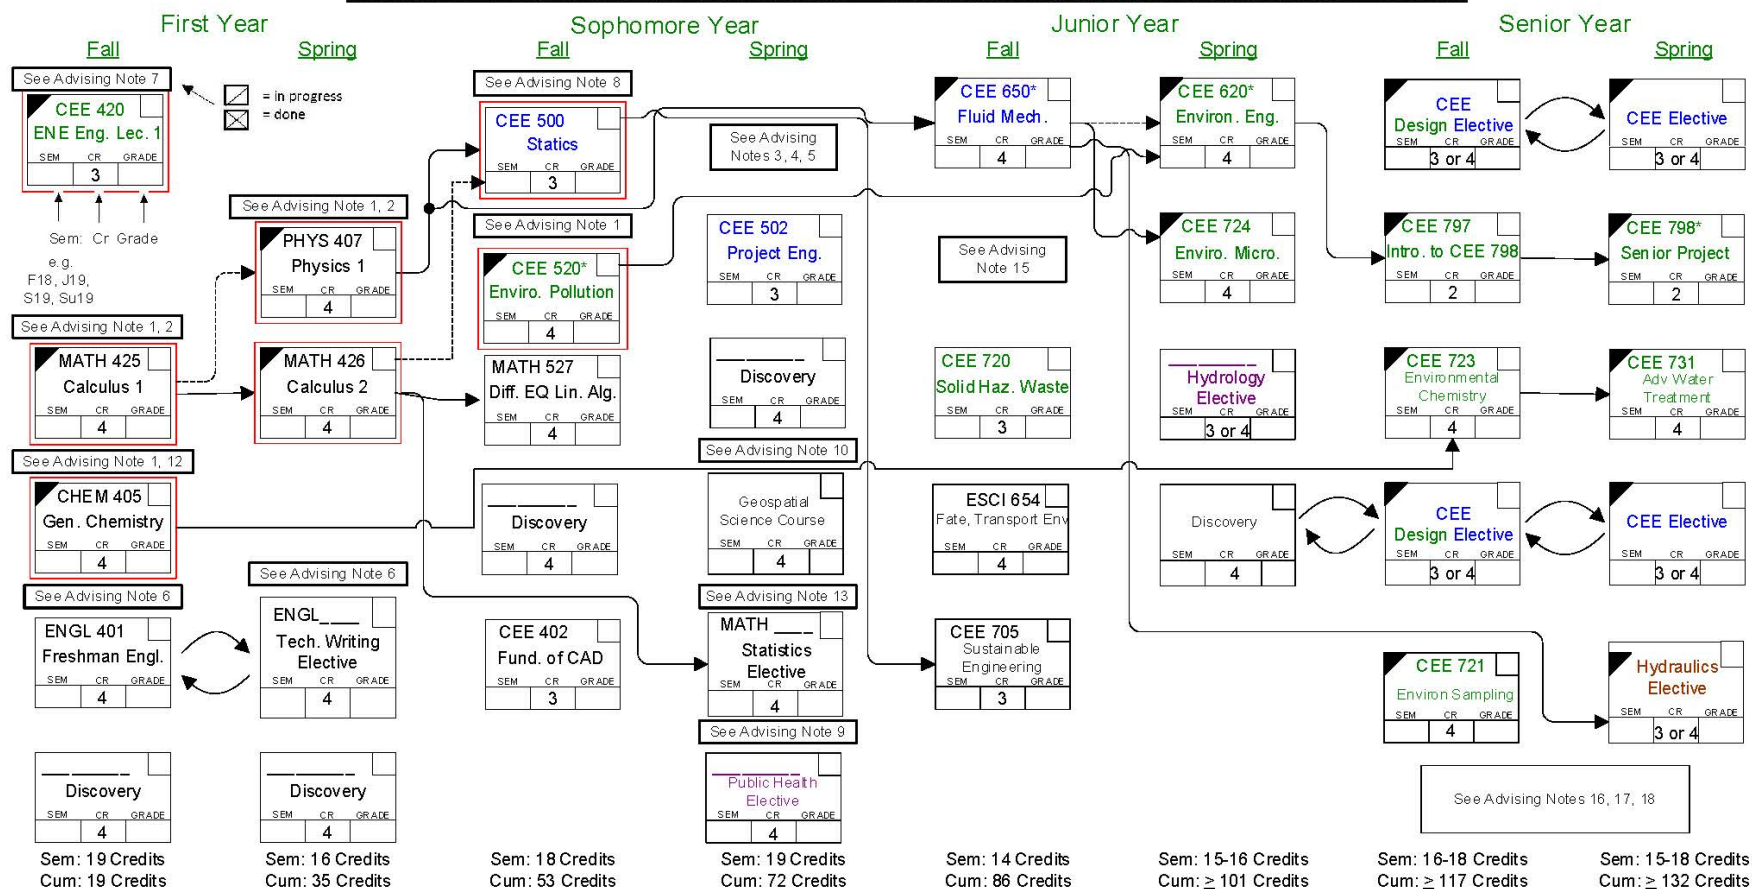 First Year
Sophomore Year
Junior Year
Senior Year
Fall
Spring
Fall
Spring
Fall
Spring
Fall
Spring
See Advising Note 7
CEE 420
ENE Eng. Lec. 1
SEM CR GRADE
3
= in progress
= done
Sem: Cr Grade
e.g.
F18, J19,
S19, Su19
See Advising Note 1, 2
MATH 425
Calculus 1
SEM CR GRADE
4
See Advising Note 1, 12
CHEM 405
Gen. Chemistry
SEM CR GRADE
4
See Advising Note 6
ENGL 401
Freshman Engl.
SEM CR GRADE
4
_ _ _ _
Discovery
SEM CR GRADE
4
Sem: 19 Credits
Cum: 19 Credits
See Advising Note 1, 2
PHYS 407
Physics 1
SEM CR GRADE
4
MATH 426
Calculus 2
SEM CR GRADE
4
See Advising Note 6
ENGL____
Tech. Writing
Elective
SEM CR GRADE
4
_ _ _ _
Discovery
SEM CR GRADE
4
Sem: 16 Credits
Cum: 35 Credits
See Advising Note 8
CEE 500
Statics
SEM CR GRADE
3
See Advising Note 1
CEE 520*
Enviro. Pollution
SEM CR GRADE
4
MATH 527
Diff. EQ Lin. Alg.
SEM CR GRADE
4
_ _ _ _
Discovery
SEM CR GRADE
4
CEE 402
Fund. of CAD
SEM CR GRADE
3
Sem: 18 Credits
Cum: 53 Credits
See Advising
Notes 3, 4, 5
CEE 502
Project Eng.
SEM CR GRADE
3
_ _ _ _
Discovery
SEM CR GRADE
4
See Advising Note 10
Geospatial
Science Course
SEM CR GRADE
4
See Advising Note 13
MATH ____
Statistics
Elective
SEM CR GRADE
4
See Advising Note 9
_ _ _ _
Public Health
Elective
SEM CR GRADE
4
Sem: 19 Credits
Cum: 72 Credits
CEE 650*
Fluid Mech.
SEM CR GRADE
4
See Advising
Note 15
CEE 720
Solid Haz. Waste
SEM CR GRADE
3
ESCI 654
Fate, Transport Env
SEM CR GRADE
4
CEE 705
Sustainable
Engineering
SEM CR GRADE
3
Sem: 14 Credits
Cum: 86 Credits
CEE 620*
Environ. Eng.
SEM CR GRADE
4
CEE 724
Enviro. Micro.
SEM CR GRADE
4
_ _ _ _
Hydrology
Elective
SEM CR GRADE
3 or 4
Discovery
SEM CR GRADE
4
Sem: 15-16 Credits
Cum: ≥ 101 Credits
CEE
Design Elective
SEM CR GRADE
3 or 4
CEE 797
Intro. to CEE 798
SEM CR GRADE
2
CEE 723
Environmental
Chemistry
SEM CR GRADE
4
CEE
Design Elective
SEM CR GRADE
3 or 4
CEE 721
Environ Sampling
SEM CR GRADE
4
See Advising Notes 16, 17, 18
Sem: 16-18 Credits
Cum: ≥ 117 Credits
CEE Elective
SEM CR GRADE
3 or 4
CEE 798*
Senior Project
SEM CR GRADE
2
CEE 731
Adv Water
Treatment
SEM CR GRADE
4
CEE Elective
SEM CR GRADE
3 or 4
Hydraulics
Elective
SEM CR GRADE
3 or 4
Sem: 15-18 Credits
Cum: ≥ 132 Credits